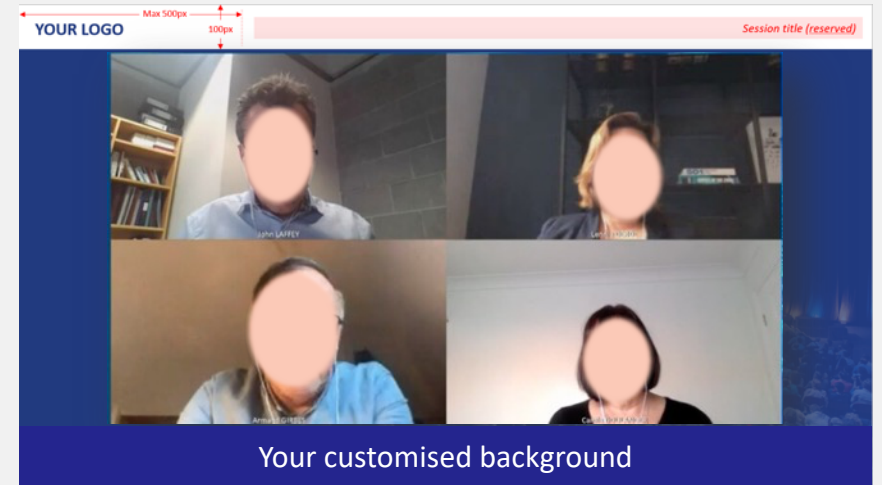 Max 500px
YOUR LOGO
100px
Session title (reserved)
John LAFFEY
Your customised background